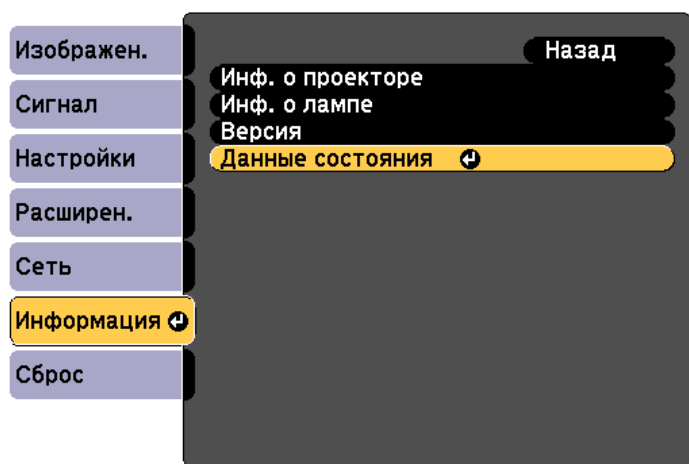 Изображен.
Сигнал
Настройки
Расширен.
Сеть
Информация
Сброс
Назад
Инф. о проекторе
Инф. о лампе
Версия
Данные состояния